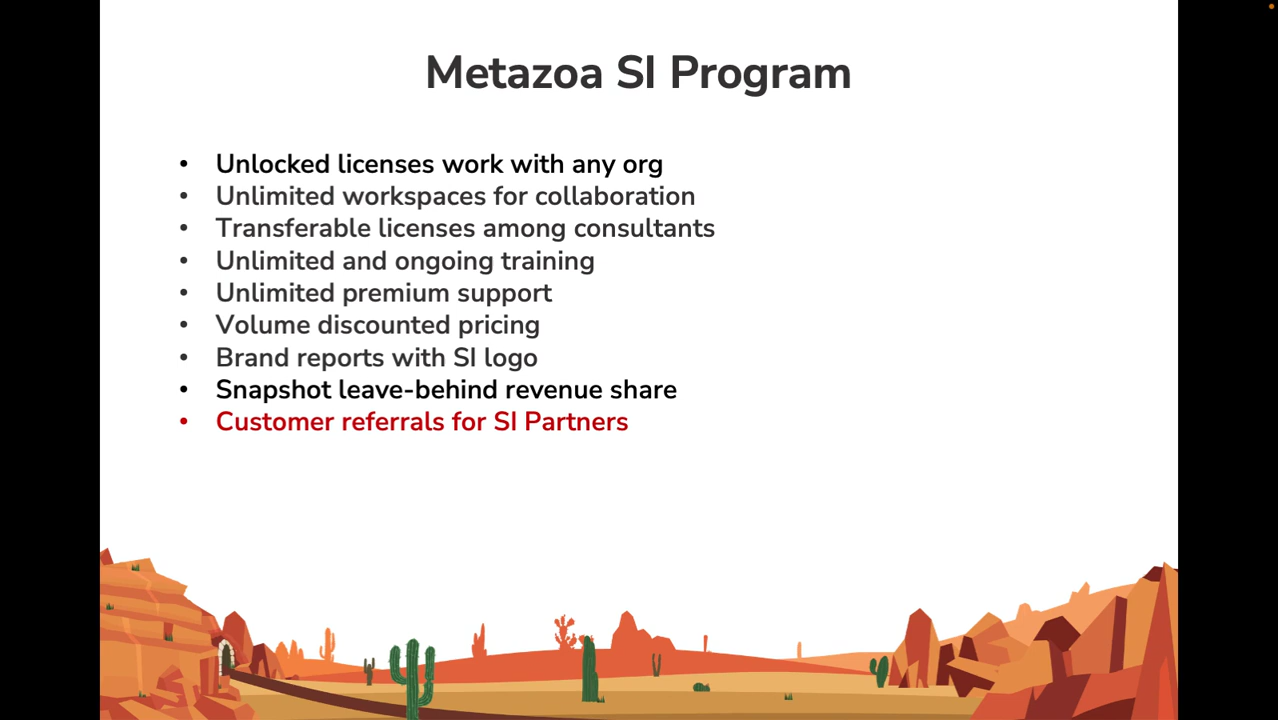 Metazoa SI Program
• Unlocked licenses work with any org
• Unlimited workspaces for collaboration
• Transferable licenses among consultants
• Unlimited and ongoing training
• Unlimited premium support
• Volume discounted pricing
• Brand reports with SI logo
• Snapshot leave-behind revenue share
• Customer referrals for SI Partners